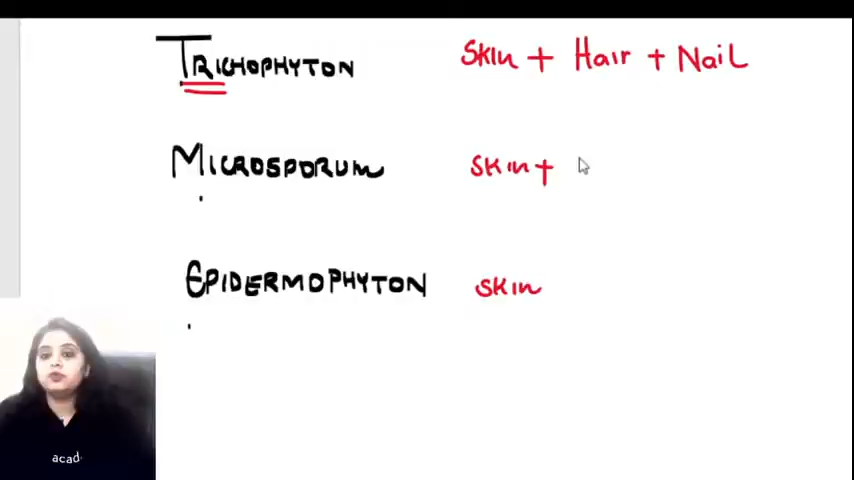 TRICHOPHYTON Skin + Hair + Nail
MICROSPORUM Skin +
EPIDERMOPHYTON Skin
acad